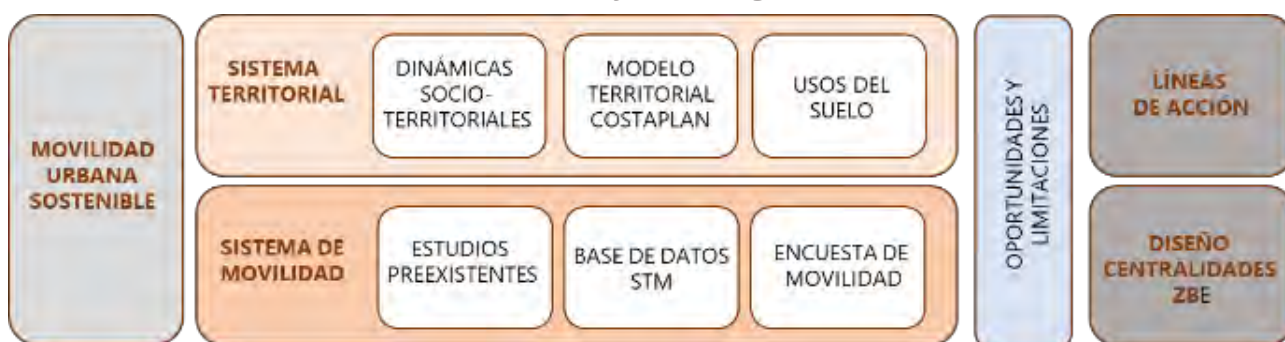 MOVILIDAD
URBANA
SOSTENIBLE
SISTEMA
TERRITORIAL
DINÁMICAS
SOCIO-
TERRITORIALES
MODELO
TERRITORIAL
COSTAPLAN
USOS DEL
SUELO
SISTEMA DE
MOVILIDAD
ESTUDIOS
PREEXISTENTES
BASE DE DATOS
STM
ENCUESTA DE
MOVILIDAD
OPORTUNIDADES Y
LIMITACIONES
LÍNEAS
DE ACCIÓN
DISEÑO
CENTRALIDADES
ZBE